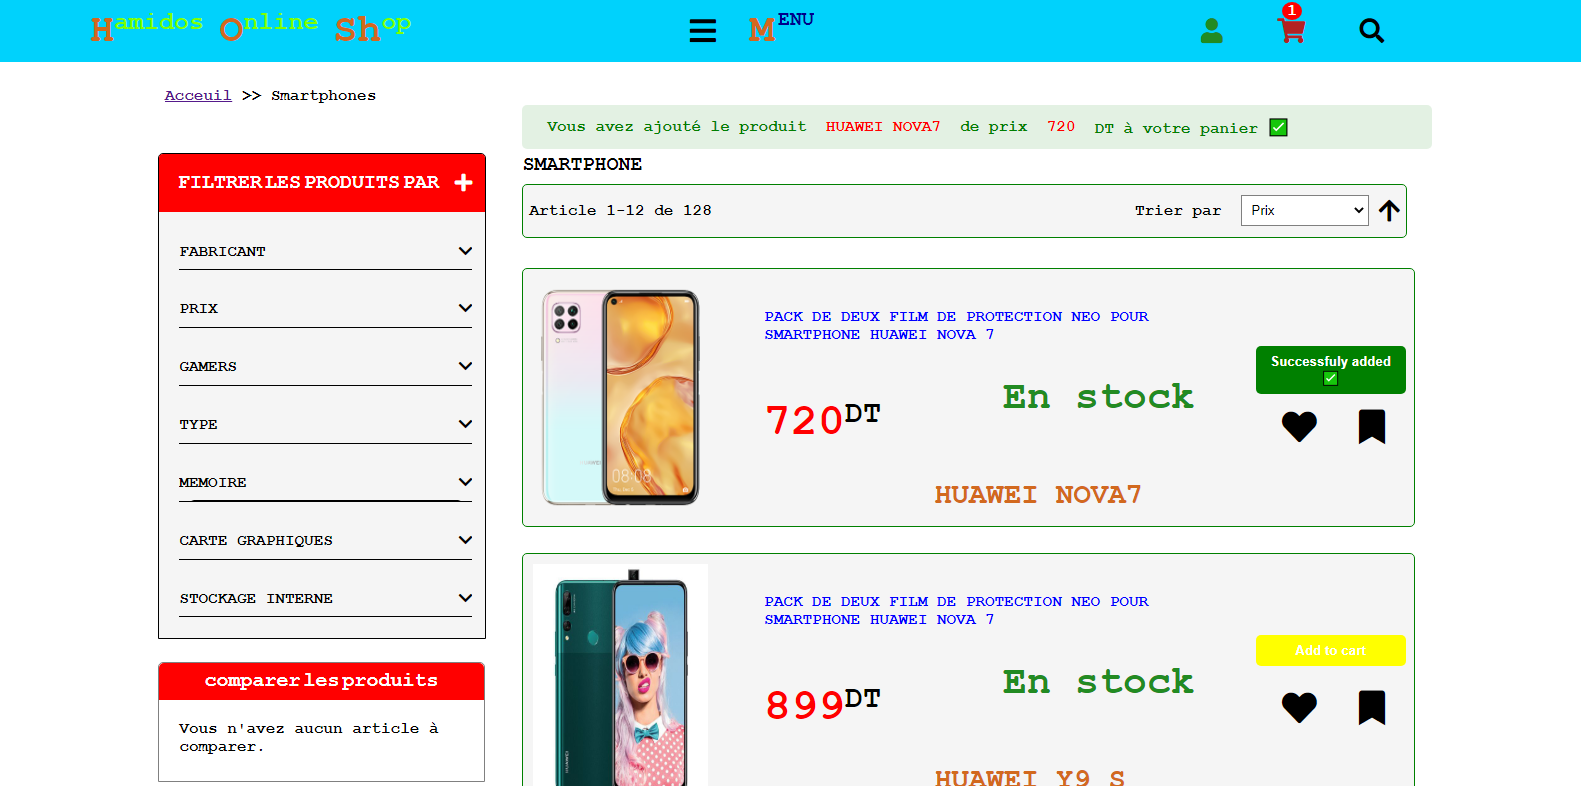 Hamidos Online Shop
MENU
1
Acceuil >> Smartphones
Vous avez ajouté le produit HUAWEI NOVA7 de prix 720 DT à votre panier ✅
SMARTPHONE
FILTRER LES PRODUITS PAR
Article 1-12 de 128
Trier par Prix
FABRICANT
PRIX
GAMERS
TYPE
MEMOIRE
CARTE GRAPHIQUES
STOCKAGE INTERNE
comparer les produits
Vous n'avez aucun article à
comparer.
PACK DE DEUX FILM DE PROTECTION NEO POUR
SMARTPHONE HUAWEI NOVA 7
Successfuly added
✅
En stock
720DT
HUAWEI NOVA7
HUAWEI
08:08
PACK DE DEUX FILM DE PROTECTION NEO POUR
SMARTPHONE HUAWEI NOVA 7
Add to cart
En stock
899DT
HUAWEI Y9 S
HUAWEI